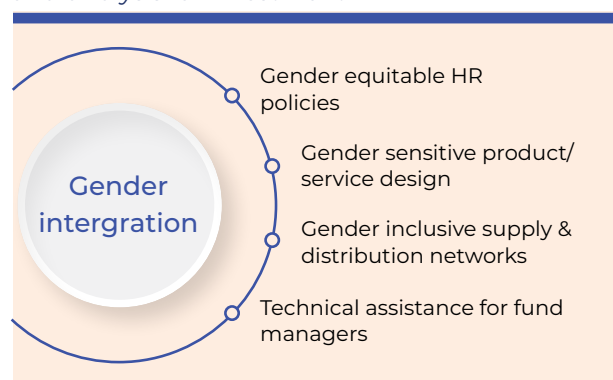 Gender equitable HR
policies
Gender
intergration
Gender sensitive product/
service design
Gender inclusive supply &
distribution networks
Technical assistance for fund
managers